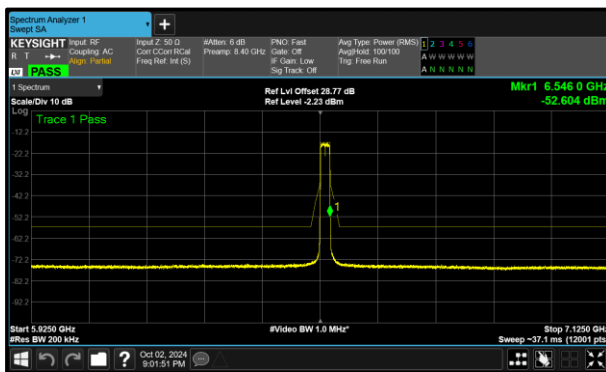 Spectrum Analyzer 1
Swept SA
KEYSIGHT
R T
LXI PASS
Input: RF
Coupling: AC
Align: Partial
Input Z: 50 Ω
Corr CCorr RCal
Freq Ref: Int (S)
#Atten: 6 dB
Preamp: 8.40 GHz
PNO: Fast
Gate: Off
IF Gain: Low
Sig Track: Off
Avg Type: Power (RMS)
Avg|Hold: 100/100
Trig: Free Run
1 2 3 4 5 6
A W W W W W
A N N N N N
1 Spectrum
Scale/Div 10 dB
Ref Lvl Offset 28.77 dB
Ref Level -2.23 dBm
Mkr1 6.546 0 GHz
-52.604 dBm
Log
Trace 1 Pass
-12.2
-22.2
-32.2
-42.2
-52.2
-62.2
-72.2
-82.2
-92.2
1
Start 5.9250 GHz
#Res BW 200 kHz
#Video BW 1.0 MHz*
Stop 7.1250 GHz
Sweep ~37.1 ms (12001 pts)
Oct 02, 2024
9:01:51 PM